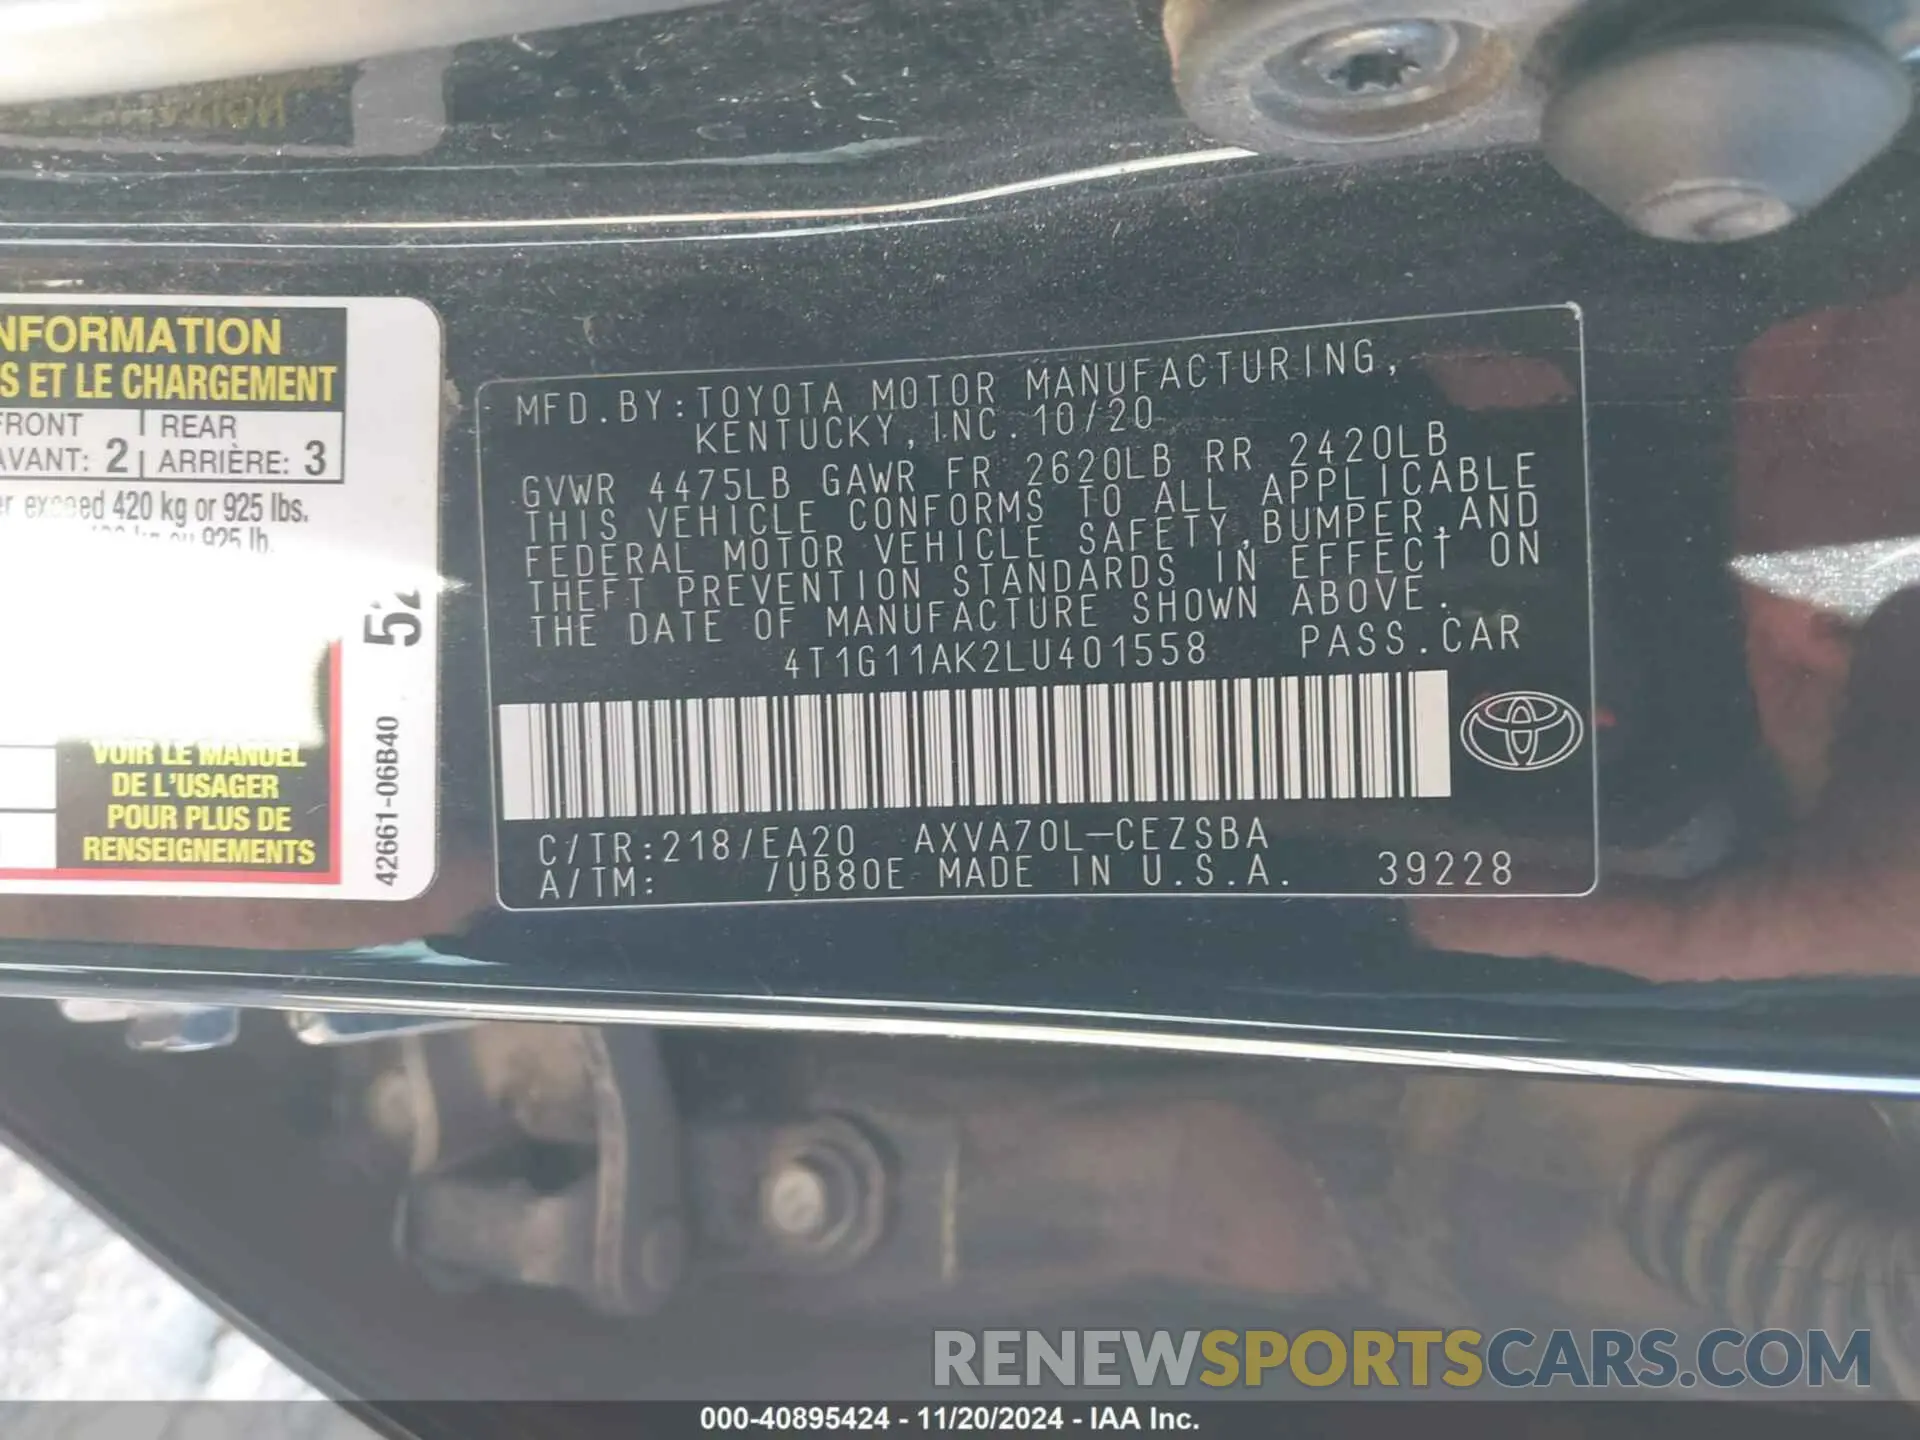 NFORMATION
S ET LE CHARGEMENT
FRONT
AVANT: 2
REAR
ARRIÈRE: 3
er exceed 420 kg or 925 lbs.
925 lb.
VOIR LE MANUEL
DE L'USAGER
POUR PLUS DE
RENSEIGNEMENTS
42661-06B40
MFD.BY:TOYOTA MOTOR MANUFACTURING,
KENTUCKY,INC. 10/20
GVWR 4475LB GAWR FR 2620LB RR 2420LB
THIS VEHICLE CONFORMS TO ALL APPLICABLE
FEDERAL MOTOR VEHICLE SAFETY,BUMPER,AND
THEFT PREVENTION STANDARDS IN EFFECT ON
THE DATE OF MANUFACTURE SHOWN ABOVE.
4T1G11AK2LU401558 PASS.CAR
C/TR:218/EA20 AXVA70L-CEZSBA
A/TM: /UB80E MADE IN U.S.A. 39228
RENEWSPORTSCARS.COM
000-40895424 - 11/20/2024 - IAA Inc.